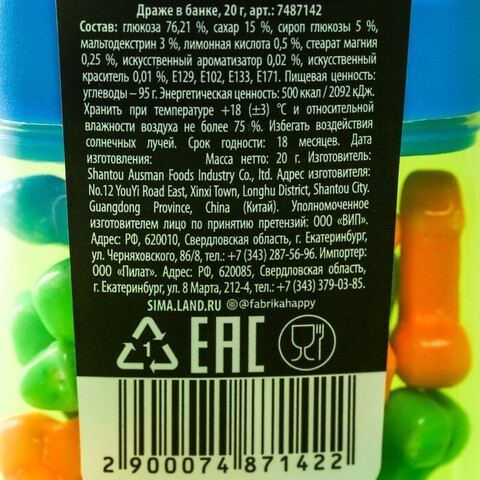 Драже в банке, 20 г, арт.: 7487142
Состав: глюкоза 76,21 %, сахар 15 %, сироп глюкозы 5 %,
мальтодекстрин 3 %, лимонная кислота 0,5 %, стеарат магния
0,25 %, искусственный ароматизатор 0,02 %, искусственный
краситель 0,01 %, E129, E102, E133, E171. Пищевая ценность:
углеводы – 95 г. Энергетическая ценность: 500 ккал / 2092 кДж.
Хранить при температуре +18 (±3) °C и относительной
влажности воздуха не более 75 %. Избегать воздействия
солнечных лучей. Срок годности: 18 месяцев. Дата
изготовления: Масса нетто: 20 г. Изготовитель:
Shantou Ausman Foods Industry Co., ltd. Адрес изготовителя:
No.12 YouYi Road East, Xinxi Town, Longhu District, Shantou City.
Guangdong Province, China (Китай). Уполномоченное
изготовителем лицо по принятию претензий: ООО «ВИП».
Адрес: РФ, 620010, Свердловская область, г. Екатеринбург,
ул. Черняховского, 86/8, тел.: +7 (343) 287-56-96. Импортер:
ООО «Пилат». Адрес: РФ, 620085, Свердловская область,
г. Екатеринбург, ул. 8 Марта, 212-4, тел.: +7 (343) 379-03-85.
SIMA.LAND.RU @fabrikahappy
1 EAC
2 900074 871422